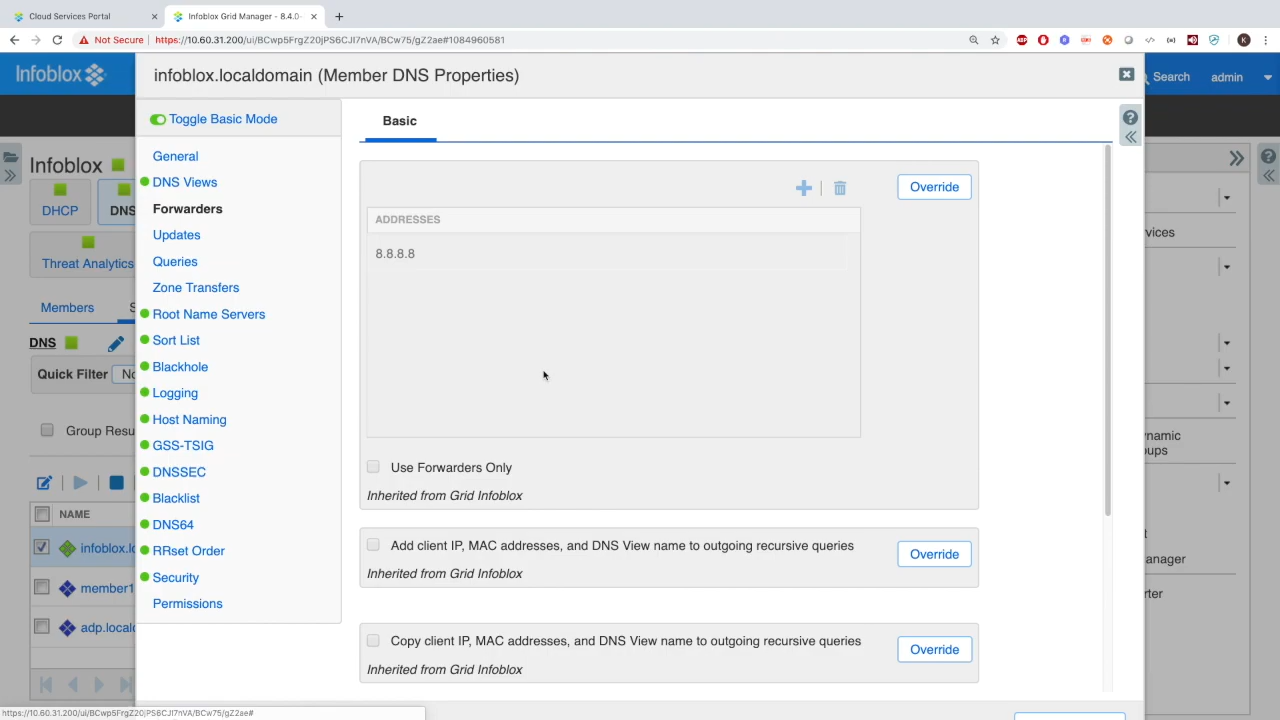 Cloud Services Portal
Infoblox Grid Manager - 8.4.0-
Not Secure
https://10.60.31.200/ui/BCwp5FrgZ20jPS6CJI7nVA/BCw75/gZ2ae#1084960581
Infoblox
infoblox.localdomain (Member DNS Properties)
Search
admin
Toggle Basic Mode
Basic
General
DNS Views
Forwarders
Updates
Queries
Zone Transfers
Root Name Servers
Sort List
Blackhole
Logging
Host Naming
GSS-TSIG
DNSSEC
Blacklist
DNS64
RRset Order
Security
Permissions
Override
ADDRESSES
8.8.8.8
Use Forwarders Only
Inherited from Grid Infoblox
Add client IP, MAC addresses, and DNS View name to outgoing recursive queries
Override
Inherited from Grid Infoblox
Copy client IP, MAC addresses, and DNS View name to outgoing recursive queries
Override
Inherited from Grid Infoblox
Infoblox
DHCP
DNS
Threat Analytics
Members
S
DNS
Quick Filter
No
Group Resu
NAME
infoblox.lo
member1
adp.local
vices
namic
oups
t
anager
rter
https://10.60.31.200/ui/BCwp5FrgZ20jPS6CJI7nVA/BCw75/gZ2ae#